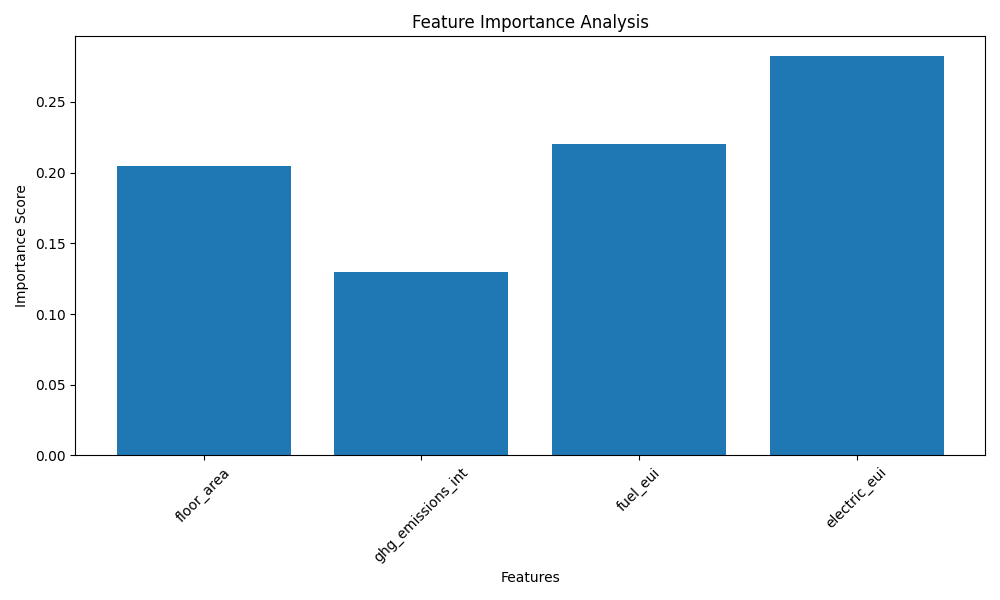 Feature Importance Analysis
Importance Score
0.25
0.20
0.15
0.10
0.05
0.00
floor_area
ghg_emissions_int
fuel_eui
electric_eui
Features